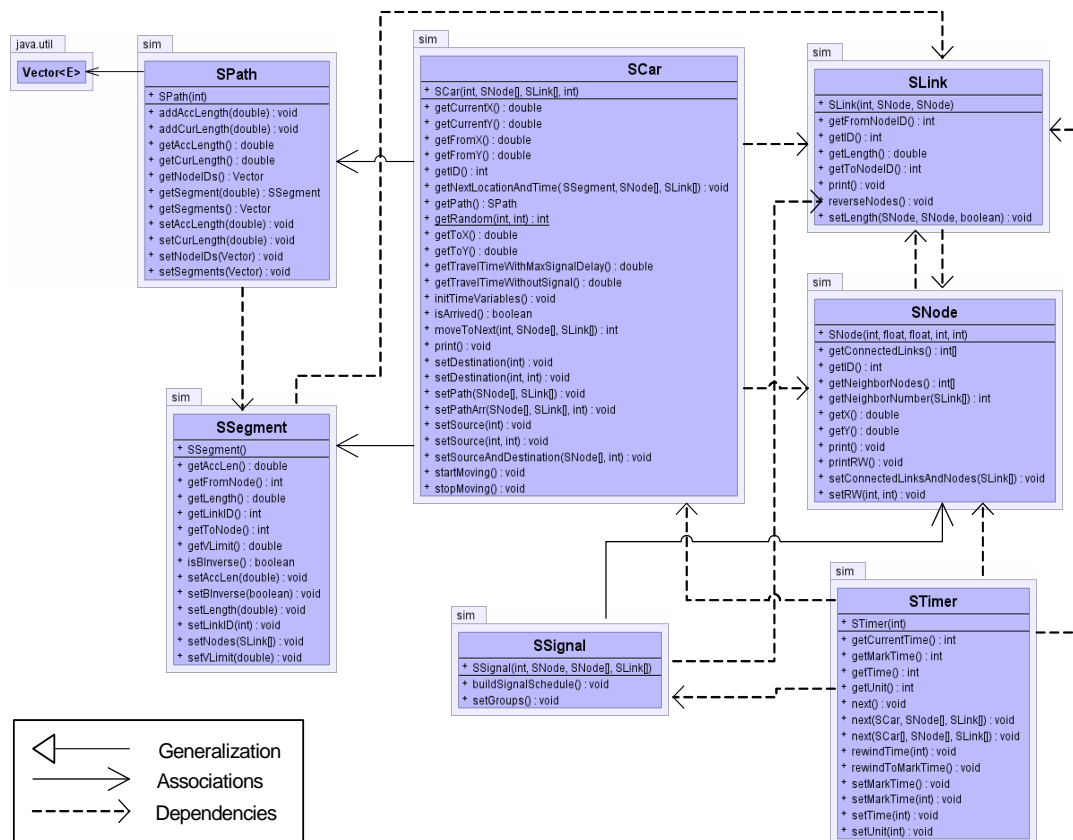 java.util
Vector<E>
sim
SPath
+ SPath(int)
+ addAccLength(double) : void
+ addCurLength(double) : void
+ getAccLength() : double
+ getCurLength() : double
+ getNodeIDs() : Vector
+ getSegment(double) : SSegment
+ getSegments() : Vector
+ setAccLength(double) : void
+ setCurLength(double) : void
+ setNodeIDs(Vector) : void
+ setSegments(Vector) : void
sim
SCar
+ SCar(int, SNode[], SLink[], int)
+ getCurrentX() : double
+ getCurrentY() : double
+ getFromX() : double
+ getFromY() : double
+ getID() : int
+ getNextLocationAndTime( SSegment, SNode[], SLink[]) : void
+ getPath() : SPath
+ getRandom(int, int) : int
+ getToX() : double
+ getToY() : double
+ getTravelTimeWithMaxSignalDelay() : double
+ getTravelTimeWithoutSignal() : double
+ initTimeVariables() : void
+ isArrived() : boolean
+ moveToNext(int, SNode[], SLink[]) : int
+ print() : void
+ setDestination(int) : void
+ setDestination(int, int) : void
+ setPath(SNode[], SLink[]) : void
+ setPathArr(SNode[], SLink[], int) : void
+ setSource(int) : void
+ setSource(int, int) : void
+ setSourceAndDestination(SNode[], int) : void
+ startMoving() : void
+ stopMoving() : void
sim
SLink
+ SLink(int, SNode, SNode)
+ getFromNodeID() : int
+ getID() : int
+ getLength() : double
+ getToNodeID() : int
+ print() : void
+ reverseNodes() : void
+ setLength(SNode, SNode, boolean) : void
sim
SNode
+ SNode(int, float, float, int, int)
+ getConnectedLinks() : int[]
+ getID() : int
+ getNeighborNodes() : int[]
+ getNeighborNumber(SLink[]) : int
+ getX() : double
+ getY() : double
+ print() : void
+ printRW() : void
+ setConnectedLinksAndNodes(SLink[]) : void
+ setRW(int, int) : void
sim
SSegment
+ SSegment()
+ getAccLen() : double
+ getFromNode() : int
+ getLength() : double
+ getLinkID() : int
+ getToNode() : int
+ getVLimit() : double
+ isBInverse() : boolean
+ setAccLen(double) : void
+ setBInverse(boolean) : void
+ setLength(double) : void
+ setLinkID(int) : void
+ setNodes(SLink[]) : void
+ setVLimit(double) : void
sim
SSignal
+ SSignal(int, SNode, SNode[], SLink[])
+ buildSignalSchedule() : void
+ setGroups() : void
sim
STimer
+ STimer(int)
+ getCurrentTime() : int
+ getMarkTime() : int
+ getTime() : int
+ getUnit() : int
+ next() : void
+ next(SCar, SNode[], SLink[]) : void
+ next(SCar[], SNode[], SLink[]) : void
+ rewindTime(int) : void
+ rewindToMarkTime() : void
+ setMarkTime() : void
+ setMarkTime(int) : void
+ setTime(int) : void
+ setUnit(int) : void
Generalization
Associations
Dependencies